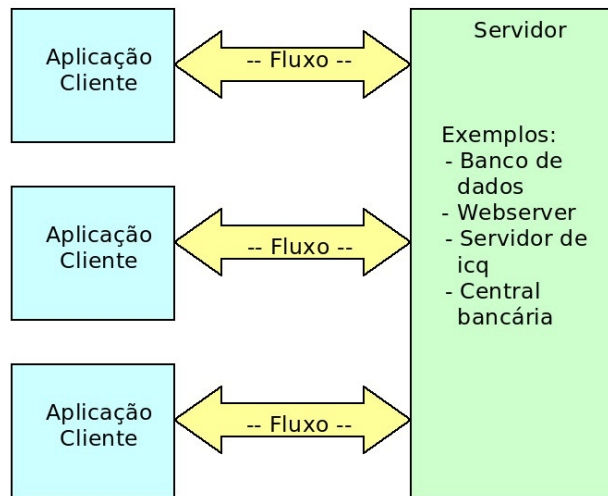 Aplicação
Cliente
-- Fluxo --
Servidor
Exemplos:
- Banco de
dados
- Webserver
- Servidor de
icq
- Central
bancária
Aplicação
Cliente
-- Fluxo --
Aplicação
Cliente
-- Fluxo --